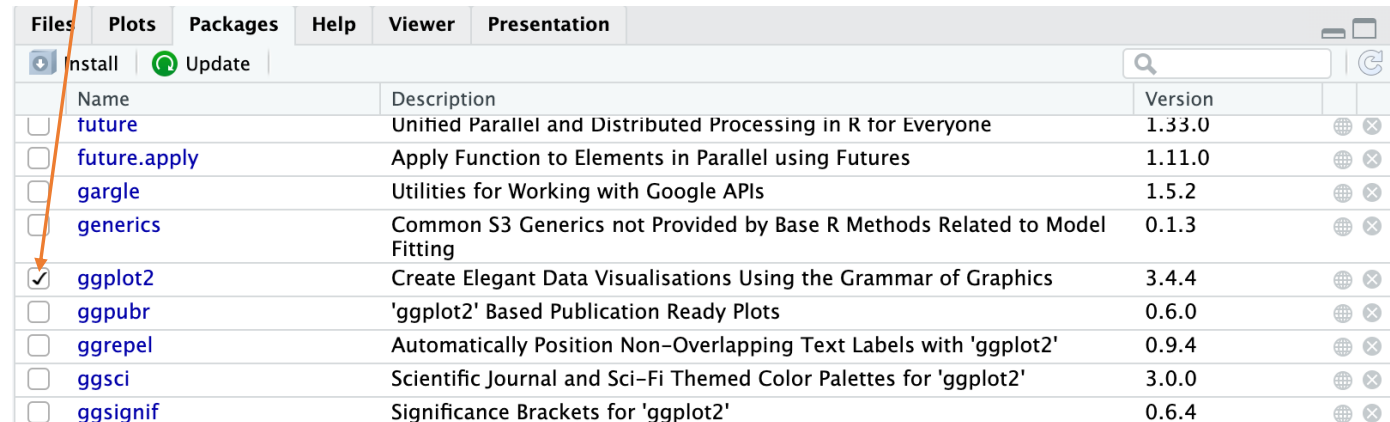 Files Plots Packages Help Viewer Presentation
Install Update
Name Description Version
future Unified Parallel and Distributed Processing in R for Everyone 1.33.0
future.apply Apply Function to Elements in Parallel using Futures 1.11.0
gargle Utilities for Working with Google APIs 1.5.2
generics Common S3 Generics not Provided by Base R Methods Related to Model 0.1.3
Fitting
ggplot2 Create Elegant Data Visualisations Using the Grammar of Graphics 3.4.4
ggpubr 'ggplot2' Based Publication Ready Plots 0.6.0
ggrepel Automatically Position Non-Overlapping Text Labels with 'ggplot2' 0.9.4
ggsci Scientific Journal and Sci-Fi Themed Color Palettes for 'ggplot2' 3.0.0
ggsignif Significance Brackets for 'ggplot2' 0.6.4